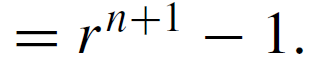 = r^{n+1} − 1.